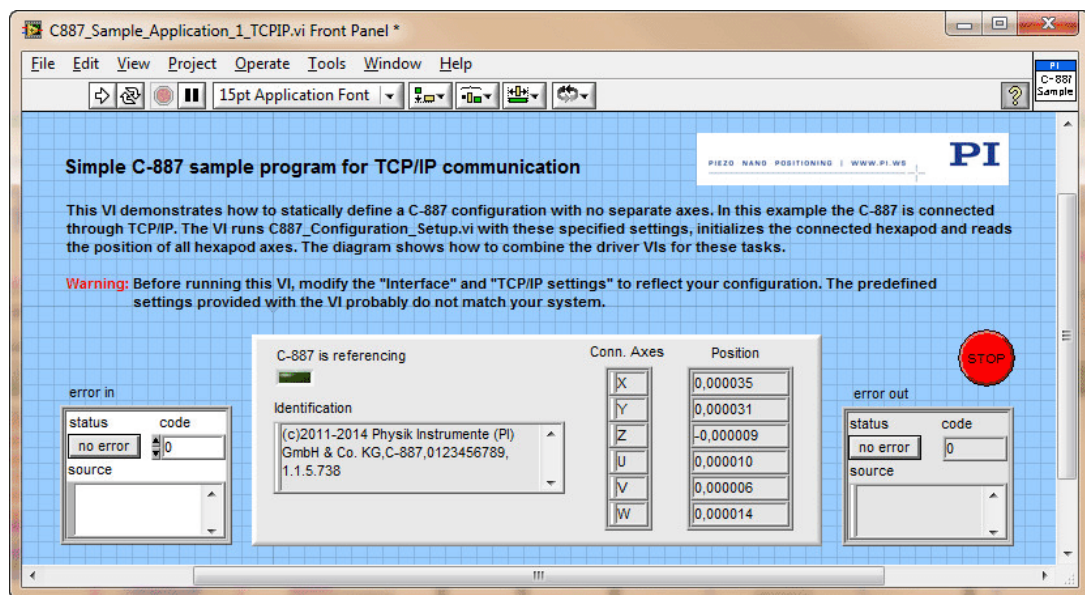 C887_Sample_Application_1_TCPIP.vi Front Panel *
File Edit View Project Operate Tools Window Help
PI
C-887
Sample
15pt Application Font
?
Simple C-887 sample program for TCP/IP communication
PIEZO NANO POSITIONING | WWW.PI.WS
PI
This VI demonstrates how to statically define a C-887 configuration with no separate axes. In this example the C-887 is connected
through TCP/IP. The VI runs C887_Configuration_Setup.vi with these specified settings, initializes the connected hexapod and reads
the position of all hexapod axes. The diagram shows how to combine the driver VIs for these tasks.
Warning: Before running this VI, modify the "Interface" and "TCP/IP settings" to reflect your configuration. The predefined
settings provided with the VI probably do not match your system.
C-887 is referencing
Conn. Axes Position
STOP
X 0,000035
Y 0,000031
Z -0,000009
U 0,000010
V 0,000006
W 0,000014
Identification
(c)2011-2014 Physik Instrumente (PI)
GmbH & Co. KG,C-887,0123456789,
1.1.5.738
error in
status code
no error 0
source
error out
status code
no error 0
source